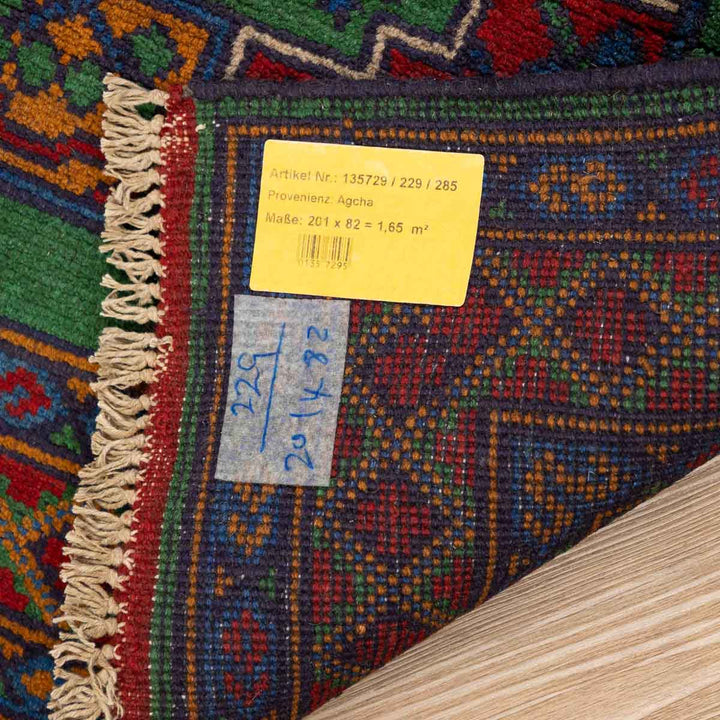 Artikel Nr.: 135729 / 229 / 285
Provenienz: Agcha
Maße: 201 x 82 = 1,65 m²
229
201 x 82